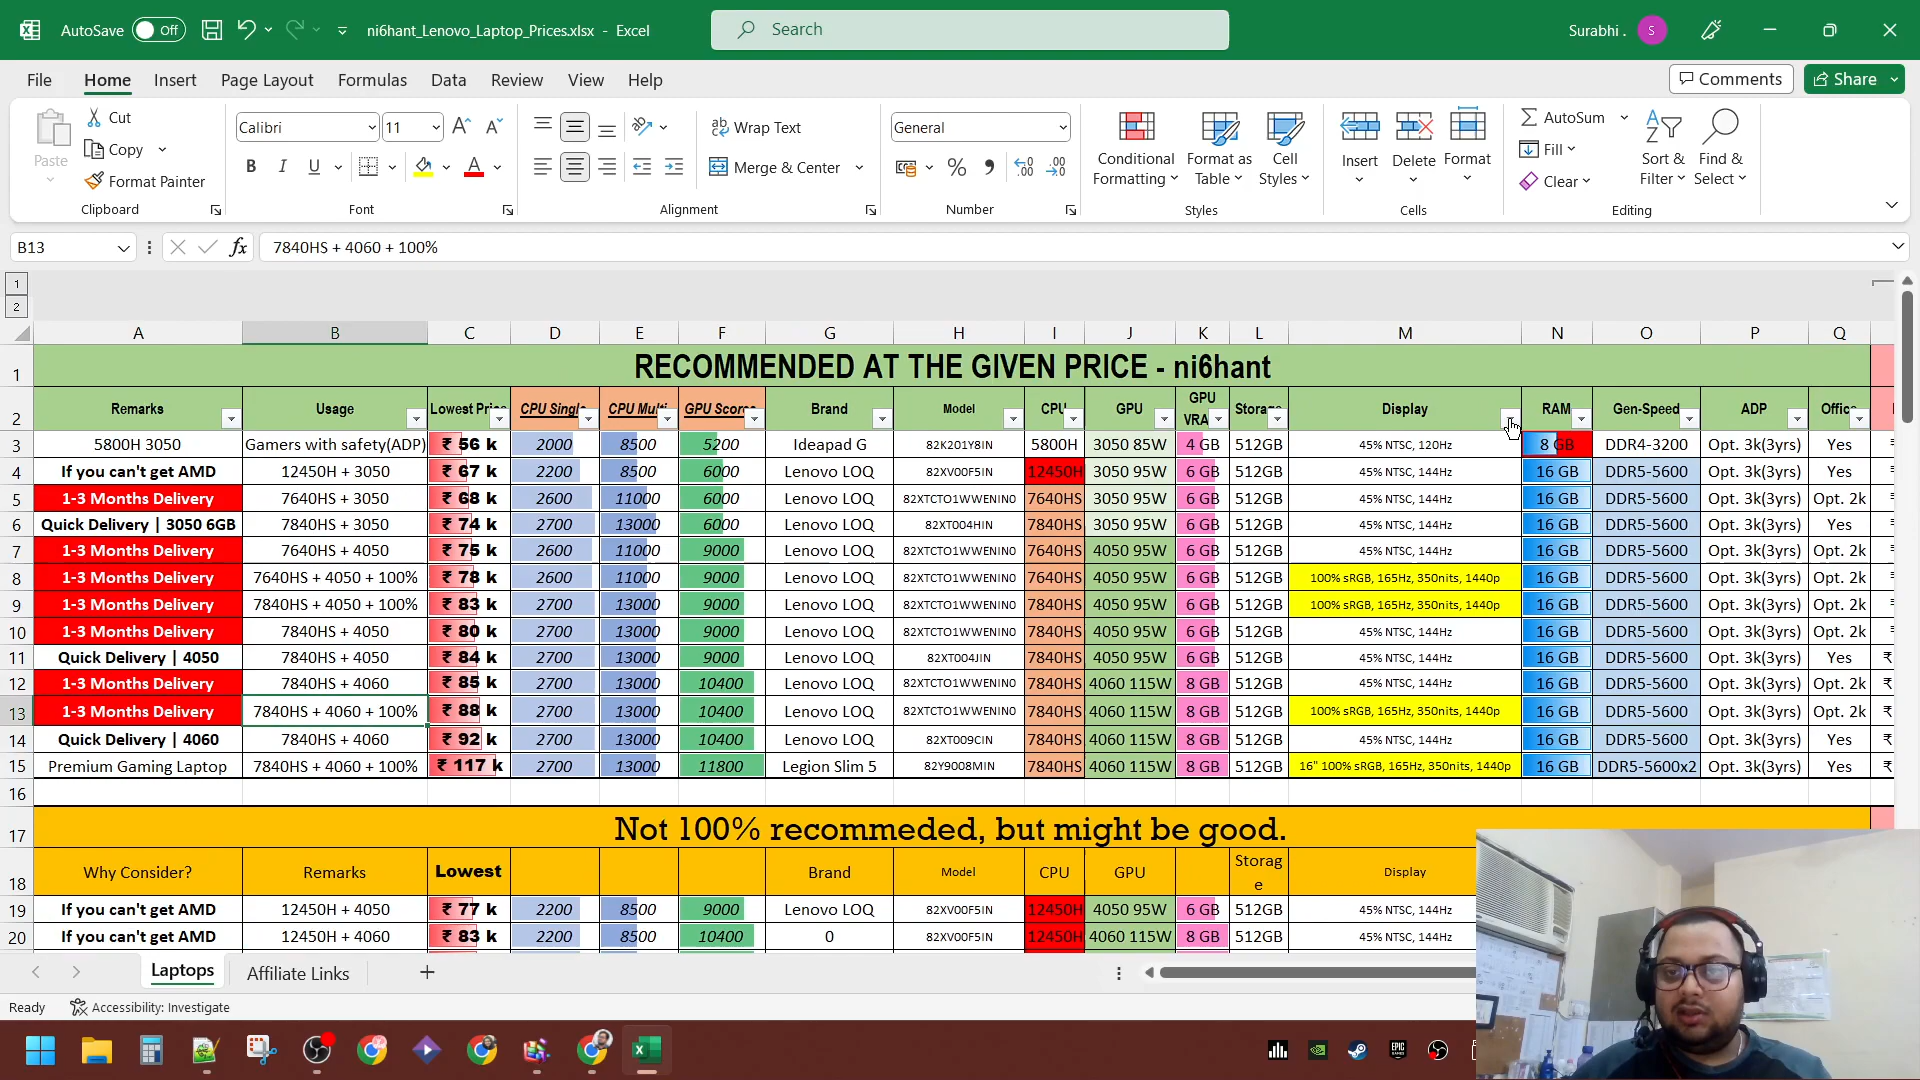 AutoSave Off ni6hant_Lenovo_Laptop_Prices.xlsx - Excel Search Surabhi . S
File Home Insert Page Layout Formulas Data Review View Help Comments Share
Paste Cut Copy Format Painter Clipboard
Calibri 11 B I U A Font
Wrap Text Merge & Center Alignment
General % Number
Conditional Formatting Format as Table Cell Styles Styles
Insert Delete Format Cells
AutoSum Fill Clear Sort & Filter Find & Select Editing
B13 fx 7840HS + 4060 + 100%
1
2
A B C D E F G H I J K L M N O P Q
1 RECOMMENDED AT THE GIVEN PRICE - ni6hant
2 Remarks Usage Lowest Pric CPU Single CPU Multi GPU Score Brand Model CPU GPU GPU VRA Storag Display RAM Gen-Speed ADP Offic
3 5800H 3050 Gamers with safety(ADP) ₹ 56 k 2000 8500 5200 Ideapad G 82K201Y8IN 5800H 3050 85W 4 GB 512GB 45% NTSC, 120Hz 8 GB DDR4-3200 Opt. 3k(3yrs) Yes
4 If you can't get AMD 12450H + 3050 ₹ 67 k 2200 8500 6000 Lenovo LOQ 82XV00F5IN 12450H 3050 95W 6 GB 512GB 45% NTSC, 144Hz 16 GB DDR5-5600 Opt. 3k(3yrs) Yes
5 1-3 Months Delivery 7640HS + 3050 ₹ 68 k 2600 11000 6000 Lenovo LOQ 82XTCTO1WWENIN0 7640HS 3050 95W 6 GB 512GB 45% NTSC, 144Hz 16 GB DDR5-5600 Opt. 3k(3yrs) Opt. 2k
6 Quick Delivery | 3050 6GB 7840HS + 3050 ₹ 74 k 2700 13000 6000 Lenovo LOQ 82XT004HIN 7840HS 3050 95W 6 GB 512GB 45% NTSC, 144Hz 16 GB DDR5-5600 Opt. 3k(3yrs) Yes
7 1-3 Months Delivery 7640HS + 4050 ₹ 75 k 2600 11000 9000 Lenovo LOQ 82XTCTO1WWENIN0 7640HS 4050 95W 6 GB 512GB 45% NTSC, 144Hz 16 GB DDR5-5600 Opt. 3k(3yrs) Opt. 2k
8 1-3 Months Delivery 7640HS + 4050 + 100% ₹ 78 k 2600 11000 9000 Lenovo LOQ 82XTCTO1WWENIN0 7640HS 4050 95W 6 GB 512GB 100% sRGB, 165Hz, 350nits, 1440p 16 GB DDR5-5600 Opt. 3k(3yrs) Opt. 2k
9 1-3 Months Delivery 7840HS + 4050 + 100% ₹ 83 k 2700 13000 9000 Lenovo LOQ 82XTCTO1WWENIN0 7840HS 4050 95W 6 GB 512GB 100% sRGB, 165Hz, 350nits, 1440p 16 GB DDR5-5600 Opt. 3k(3yrs) Opt. 2k
10 1-3 Months Delivery 7840HS + 4050 ₹ 80 k 2700 13000 9000 Lenovo LOQ 82XTCTO1WWENIN0 7840HS 4050 95W 6 GB 512GB 45% NTSC, 144Hz 16 GB DDR5-5600 Opt. 3k(3yrs) Opt. 2k
11 Quick Delivery | 4050 7840HS + 4050 ₹ 84 k 2700 13000 9000 Lenovo LOQ 82XT004JIN 7840HS 4050 95W 6 GB 512GB 45% NTSC, 144Hz 16 GB DDR5-5600 Opt. 3k(3yrs) Yes ₹
12 1-3 Months Delivery 7840HS + 4060 ₹ 85 k 2700 13000 10400 Lenovo LOQ 82XTCTO1WWENIN0 7840HS 4060 115W 8 GB 512GB 45% NTSC, 144Hz 16 GB DDR5-5600 Opt. 3k(3yrs) Opt. 2k
13 1-3 Months Delivery 7840HS + 4060 + 100% ₹ 88 k 2700 13000 10400 Lenovo LOQ 82XTCTO1WWENIN0 7840HS 4060 115W 8 GB 512GB 100% sRGB, 165Hz, 350nits, 1440p 16 GB DDR5-5600 Opt. 3k(3yrs) Opt. 2k
14 Quick Delivery | 4060 7840HS + 4060 ₹ 92 k 2700 13000 10400 Lenovo LOQ 82XT009CIN 7840HS 4060 115W 8 GB 512GB 45% NTSC, 144Hz 16 GB DDR5-5600 Opt. 3k(3yrs) Yes ₹
15 Premium Gaming Laptop 7840HS + 4060 + 100% ₹ 117 k 2700 13000 11800 Legion Slim 5 82Y9008MIN 7840HS 4060 115W 8 GB 512GB 16" 100% sRGB, 165Hz, 350nits, 1440p 16 GB DDR5-5600x2 Opt. 3k(3yrs) Yes ₹
16
17 Not 100% recommeded, but might be good.
18 Why Consider? Remarks Lowest Brand Model CPU GPU Storage Display
19 If you can't get AMD 12450H + 4050 ₹ 77 k 2200 8500 9000 Lenovo LOQ 82XV00F5IN 12450H 4050 95W 6 GB 512GB 45% NTSC, 144Hz
20 If you can't get AMD 12450H + 4060 ₹ 83 k 2200 8500 10400 0 82XV00F5IN 12450H 4060 115W 8 GB 512GB 45% NTSC, 144Hz
Laptops Affiliate Links
Ready Accessibility: Investigate